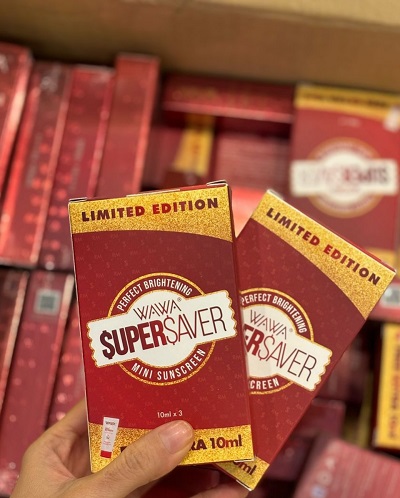 LIMITED EDITION
PERFECT BRIGHTENING
WAWA®
$UPER$AVER
MINI SUNSCREEN
10ml x 3
RA 10ml
LIMITED EDITION
PERFECT BRIGHTENING
WAWA®
ER$AVER
SCREEN